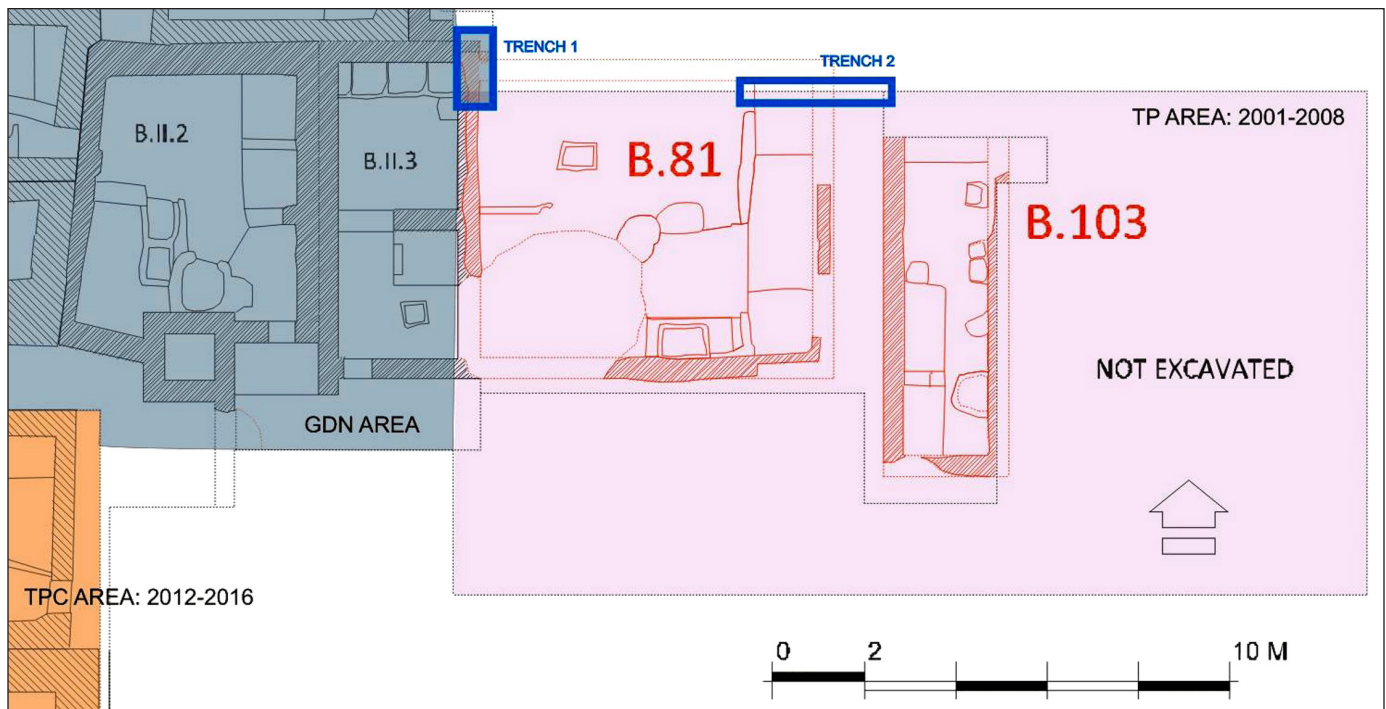 TRENCH 1
TRENCH 2
TP AREA: 2001-2008
B.II.2
B.II.3
B.81
B.103
NOT EXCAVATED
GDN AREA
TPC AREA: 2012-2016
0 2 10 M